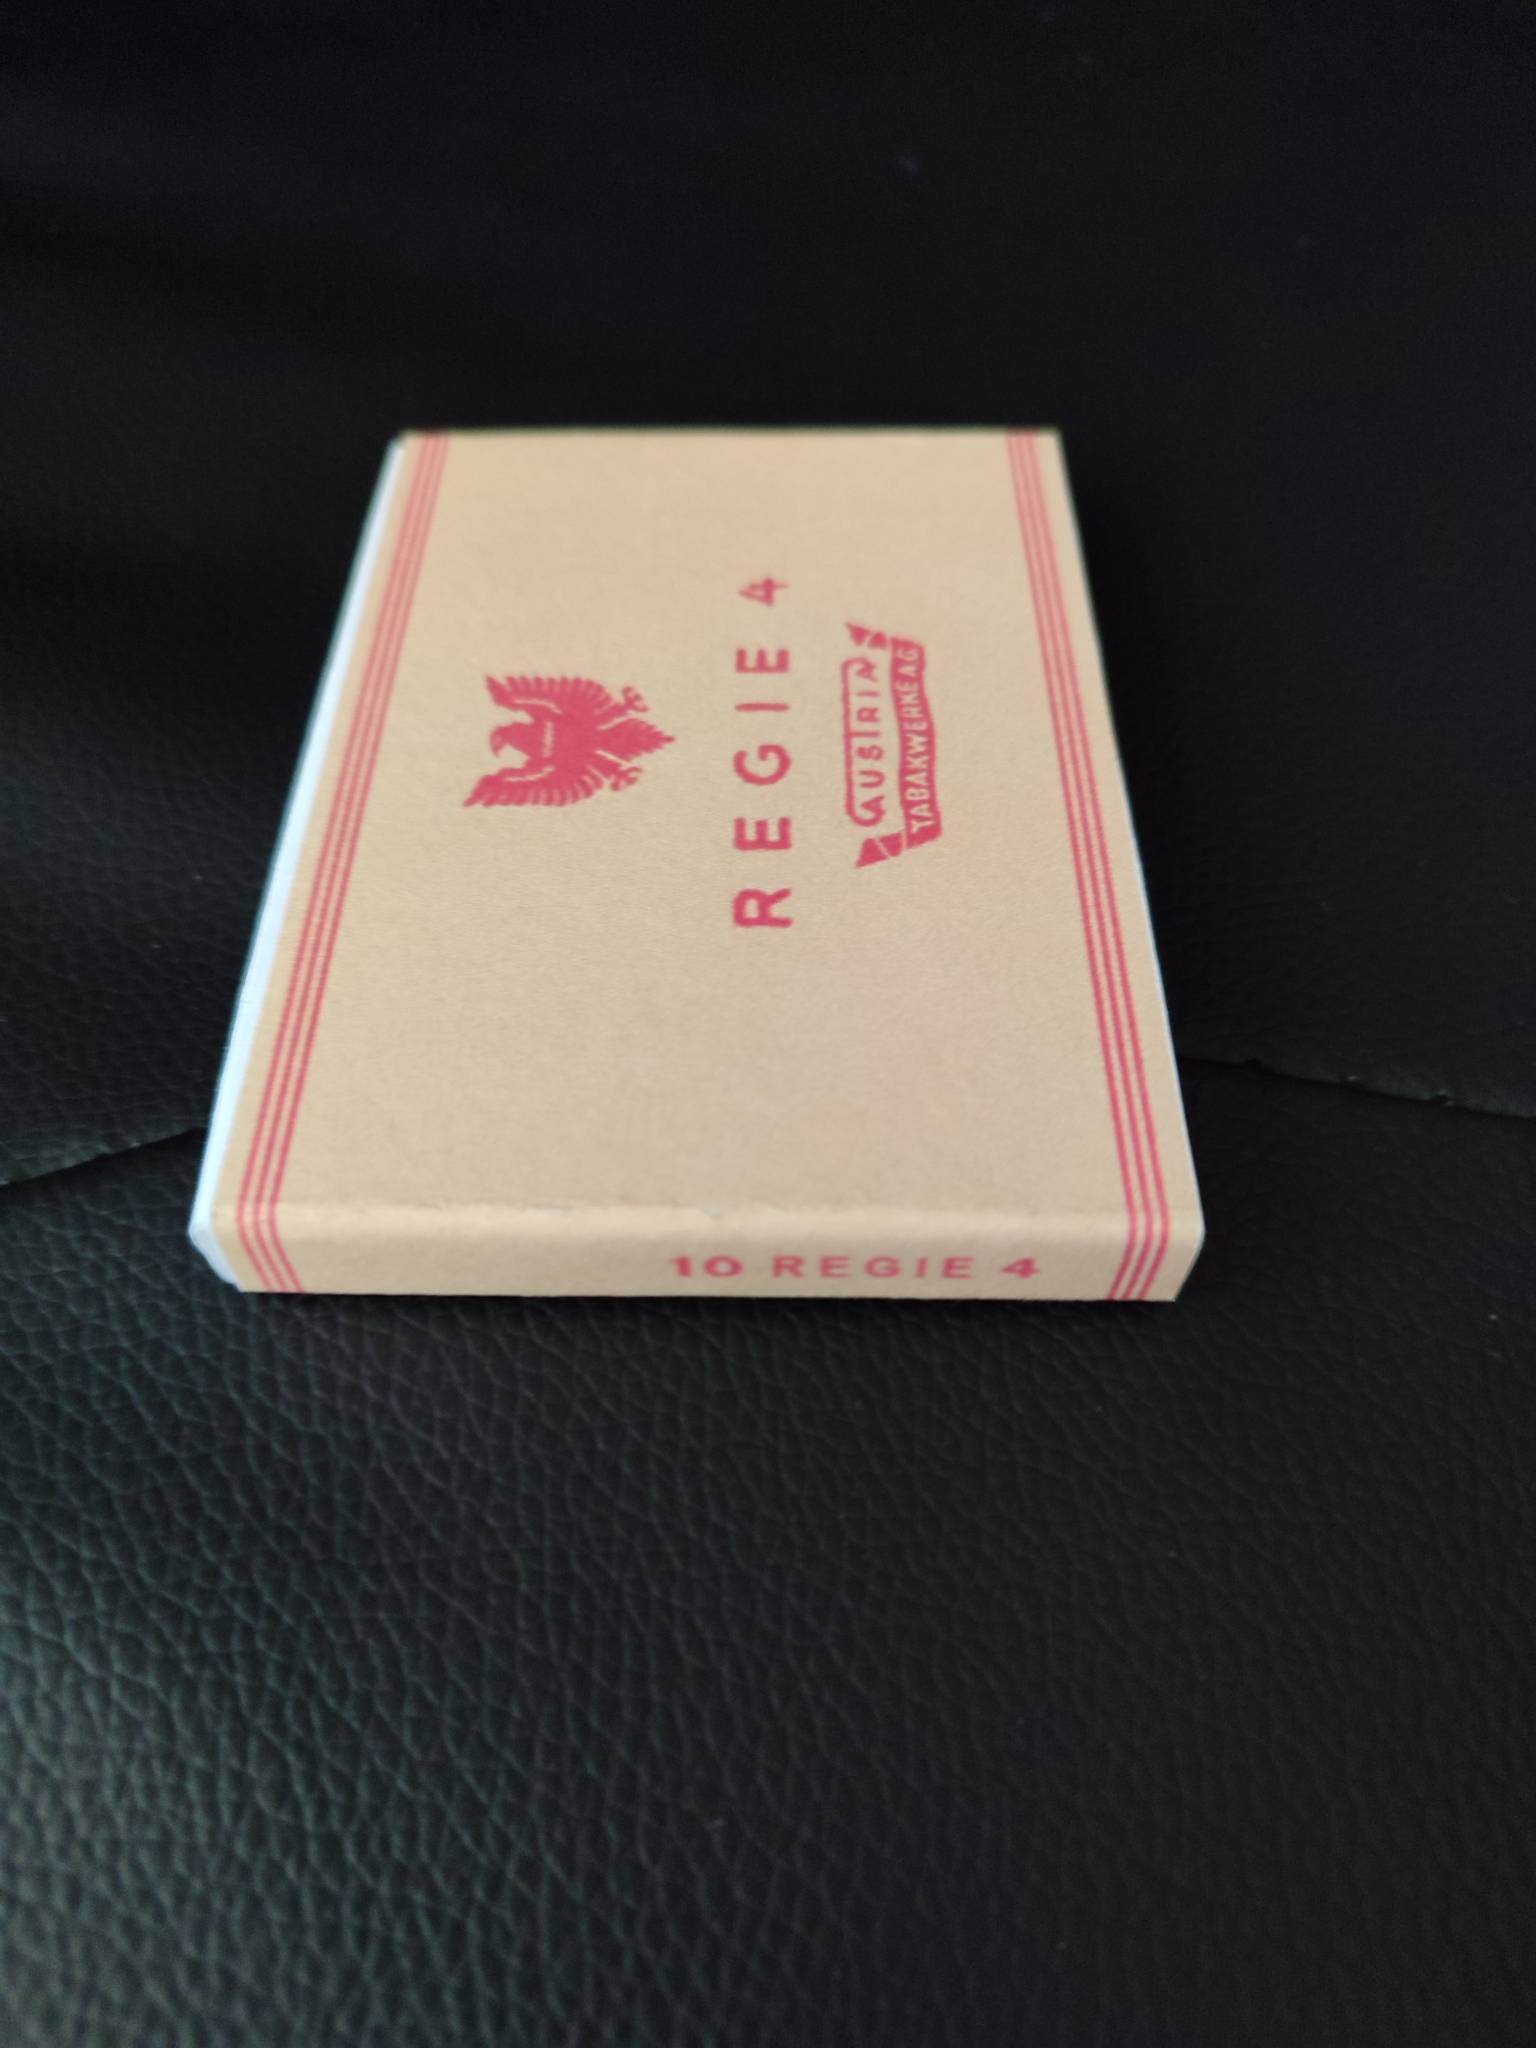 REGIE 4
AUSTRIA
TABAKWERKE AG
10 REGIE 4